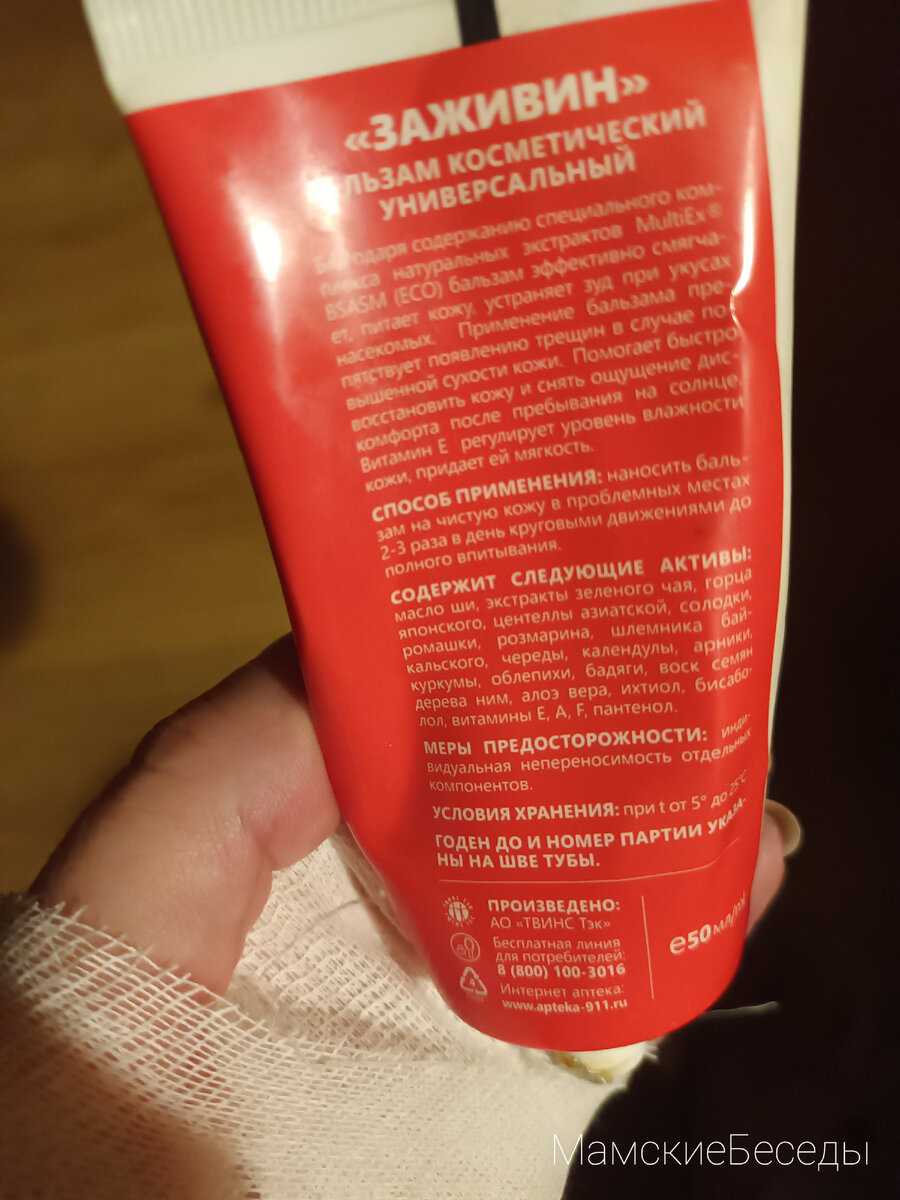 «ЗАЖИВИН»
БАЛЬЗАМ КОСМЕТИЧЕСКИЙ
УНИВЕРСАЛЬНЫЙ
Благодаря содержанию специального ком-
плекса натуральных экстрактов MultiEx®
BSASM (ECO) бальзам эффективно смягча-
ет, питает кожу, устраняет зуд при укусах
насекомых. Применение бальзама пре-
пятствует появлению трещин в случае по-
вышенной сухости кожи. Помогает быстро
восстановить кожу и снять ощущение дис-
комфорта после пребывания на солнце.
Витамин Е регулирует уровень влажности
кожи, придает ей мягкость.
СПОСОБ ПРИМЕНЕНИЯ: наносить баль-
зам на чистую кожу в проблемных местах
2-3 раза в день круговыми движениями до
полного впитывания.
СОДЕРЖИТ СЛЕДУЮЩИЕ АКТИВЫ:
масло ши, экстракты зеленого чая, горца
японского, центеллы азиатской, солодки,
ромашки, розмарина, шлемника бай-
кальского, череды, календулы, арники,
куркумы, облепихи, бадяги, воск семян
дерева ним, алоэ вера, ихтиол, бисабо-
лол, витамины Е, А, F, пантенол.
МЕРЫ ПРЕДОСТОРОЖНОСТИ: инди-
видуальная непереносимость отдельных
компонентов.
УСЛОВИЯ ХРАНЕНИЯ: при t от 5° до 25°C
ГОДЕН ДО И НОМЕР ПАРТИИ УКАЗА-
НЫ НА ШВЕ ТУБЫ.
ПРОИЗВЕДЕНО:
АО «ТВИНС Тэк»
Бесплатная линия
для потребителей:
8 (800) 100-3016
Интернет аптека:
www.apteka-911.ru
℮50 мл/ml
МамскиеБеседы